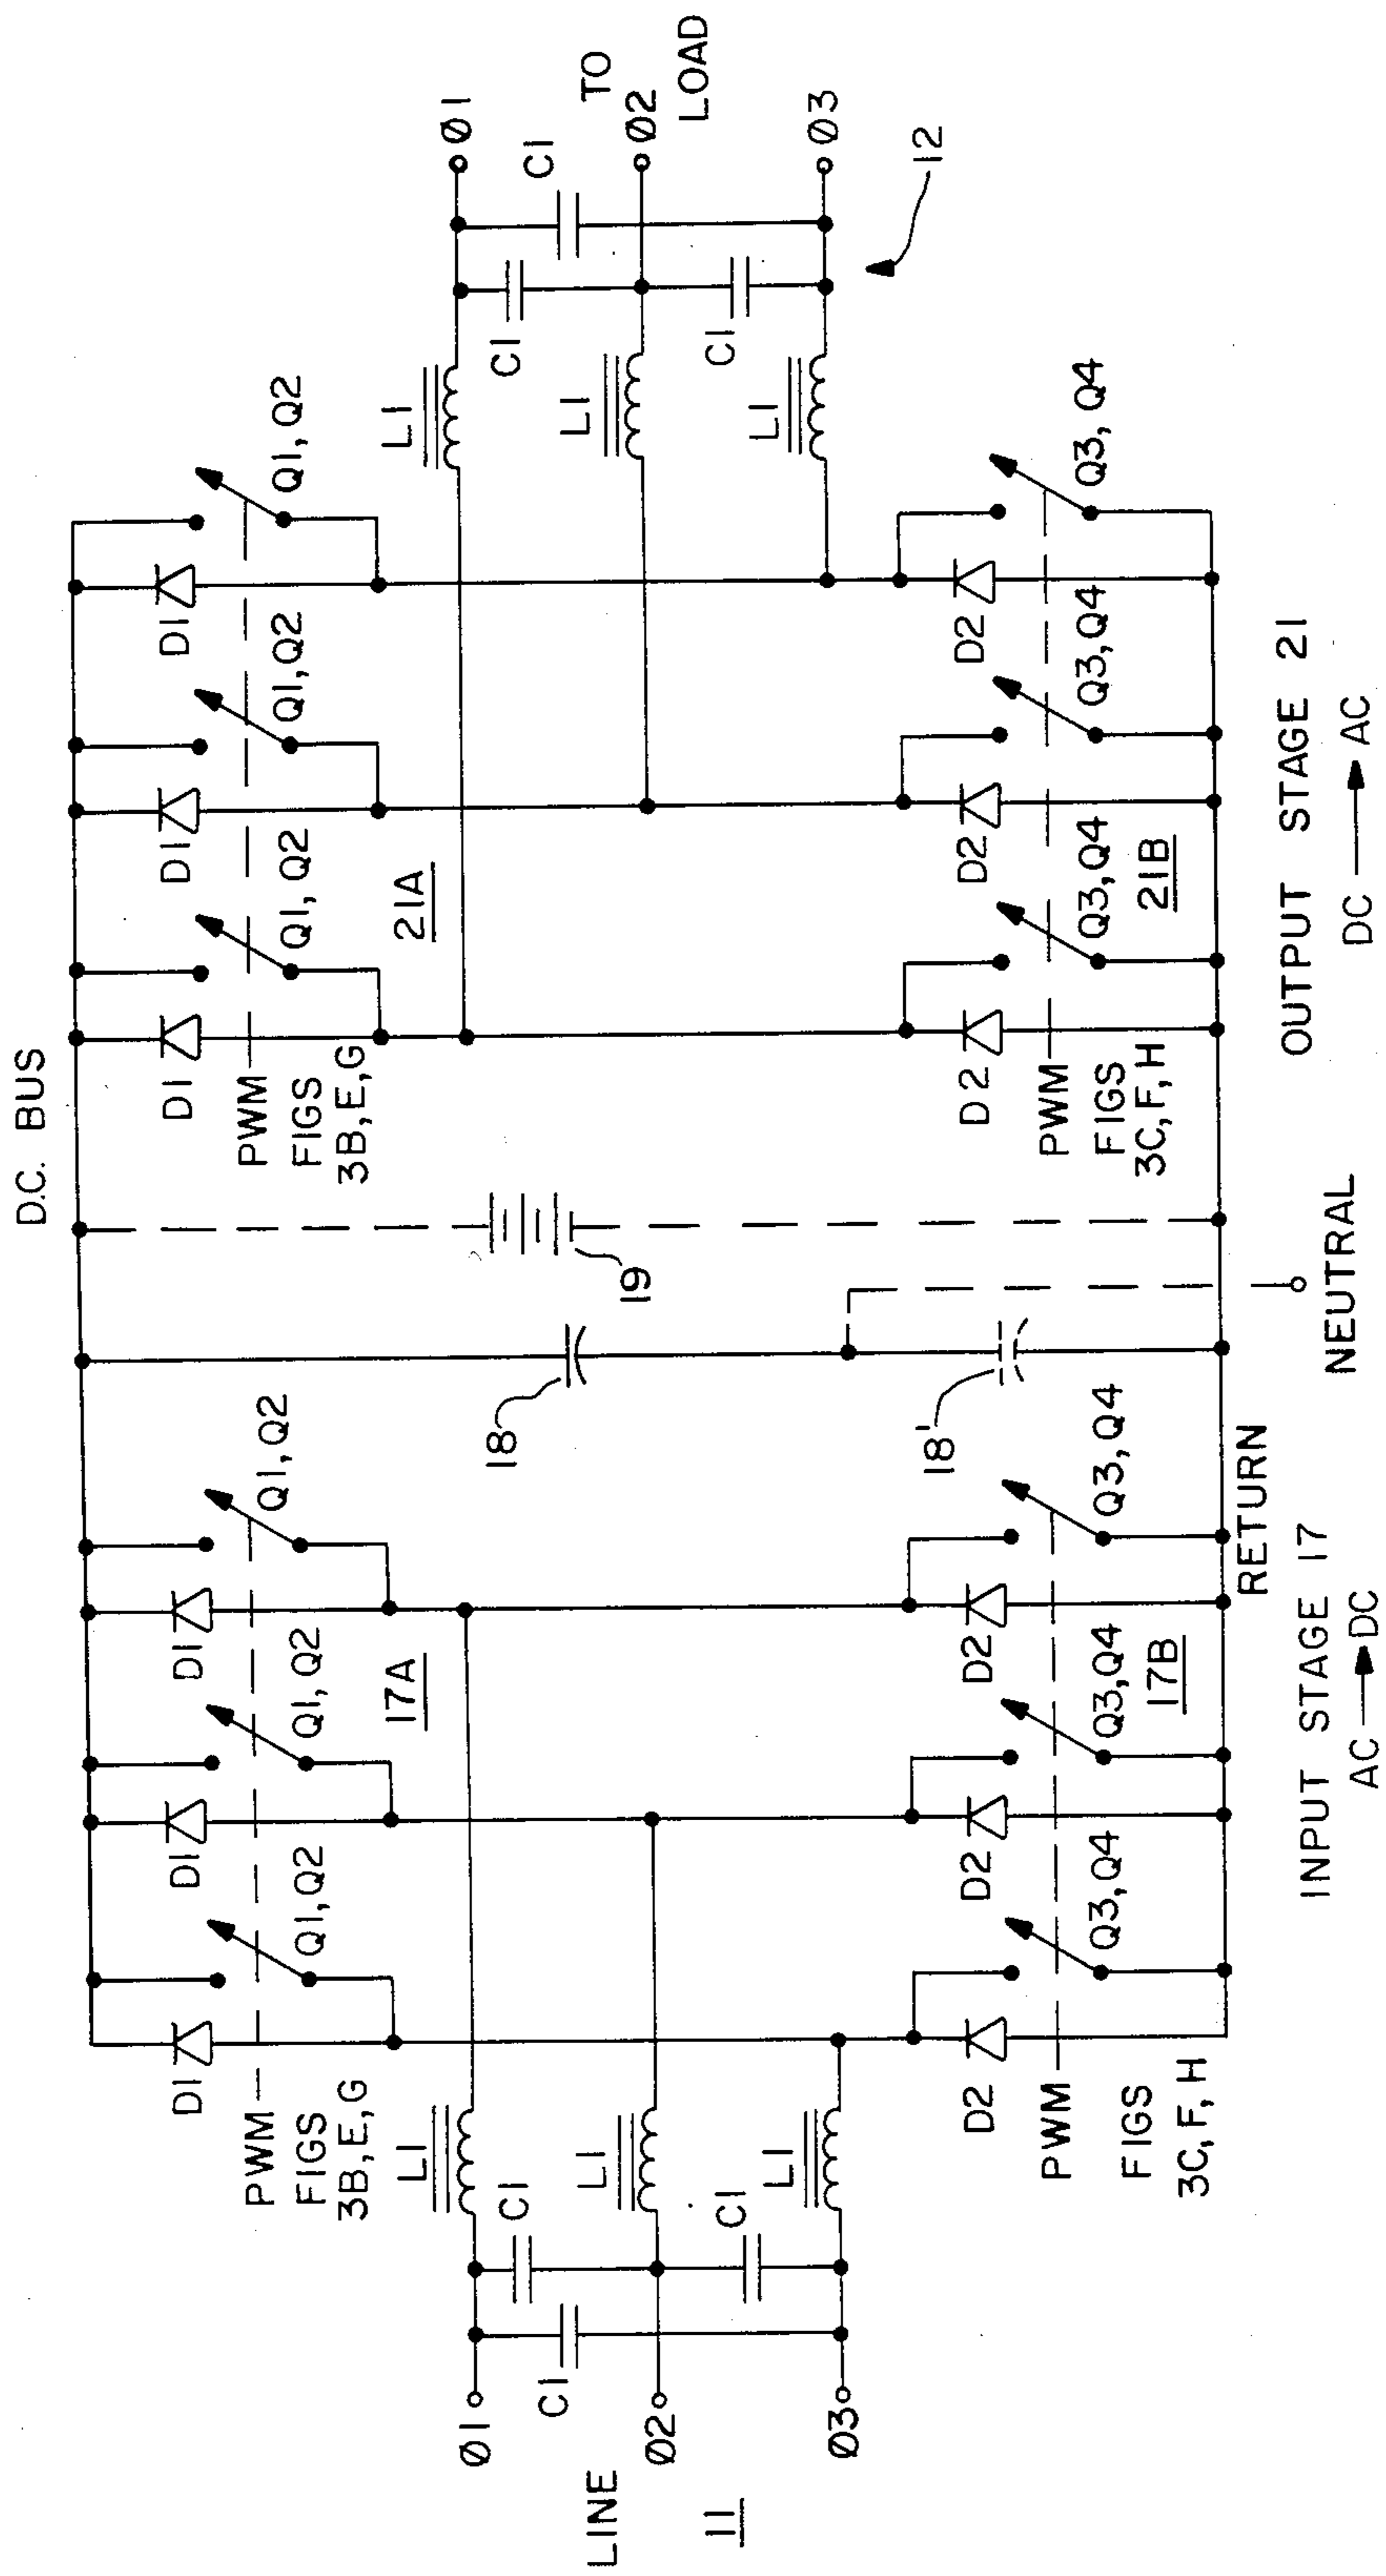 D.C. BUS
D1
D1
D1
D1
D1
D1
Q1, Q2
Q1, Q2
Q1, Q2
Q1, Q2
Q1, Q2
Q1, Q2
PWM
FIGS
3B, E, G
17A
PWM
FIGS
3B, E, G
21A
LINE
11
Ø1
Ø2
Ø3
C1
C1
C1
L1
L1
L1
18
18'
19
L1
L1
L1
C1
C1
C1
Ø1
Ø2
Ø3
TO
LOAD
12
D2
D2
D2
D2
D2
D2
Q3, Q4
Q3, Q4
Q3, Q4
Q3, Q4
Q3, Q4
Q3, Q4
PWM
FIGS
3C, F, H
17B
PWM
FIGS
3C, F, H
21B
RETURN
NEUTRAL
INPUT STAGE 17
AC → DC
OUTPUT STAGE 21
DC → AC